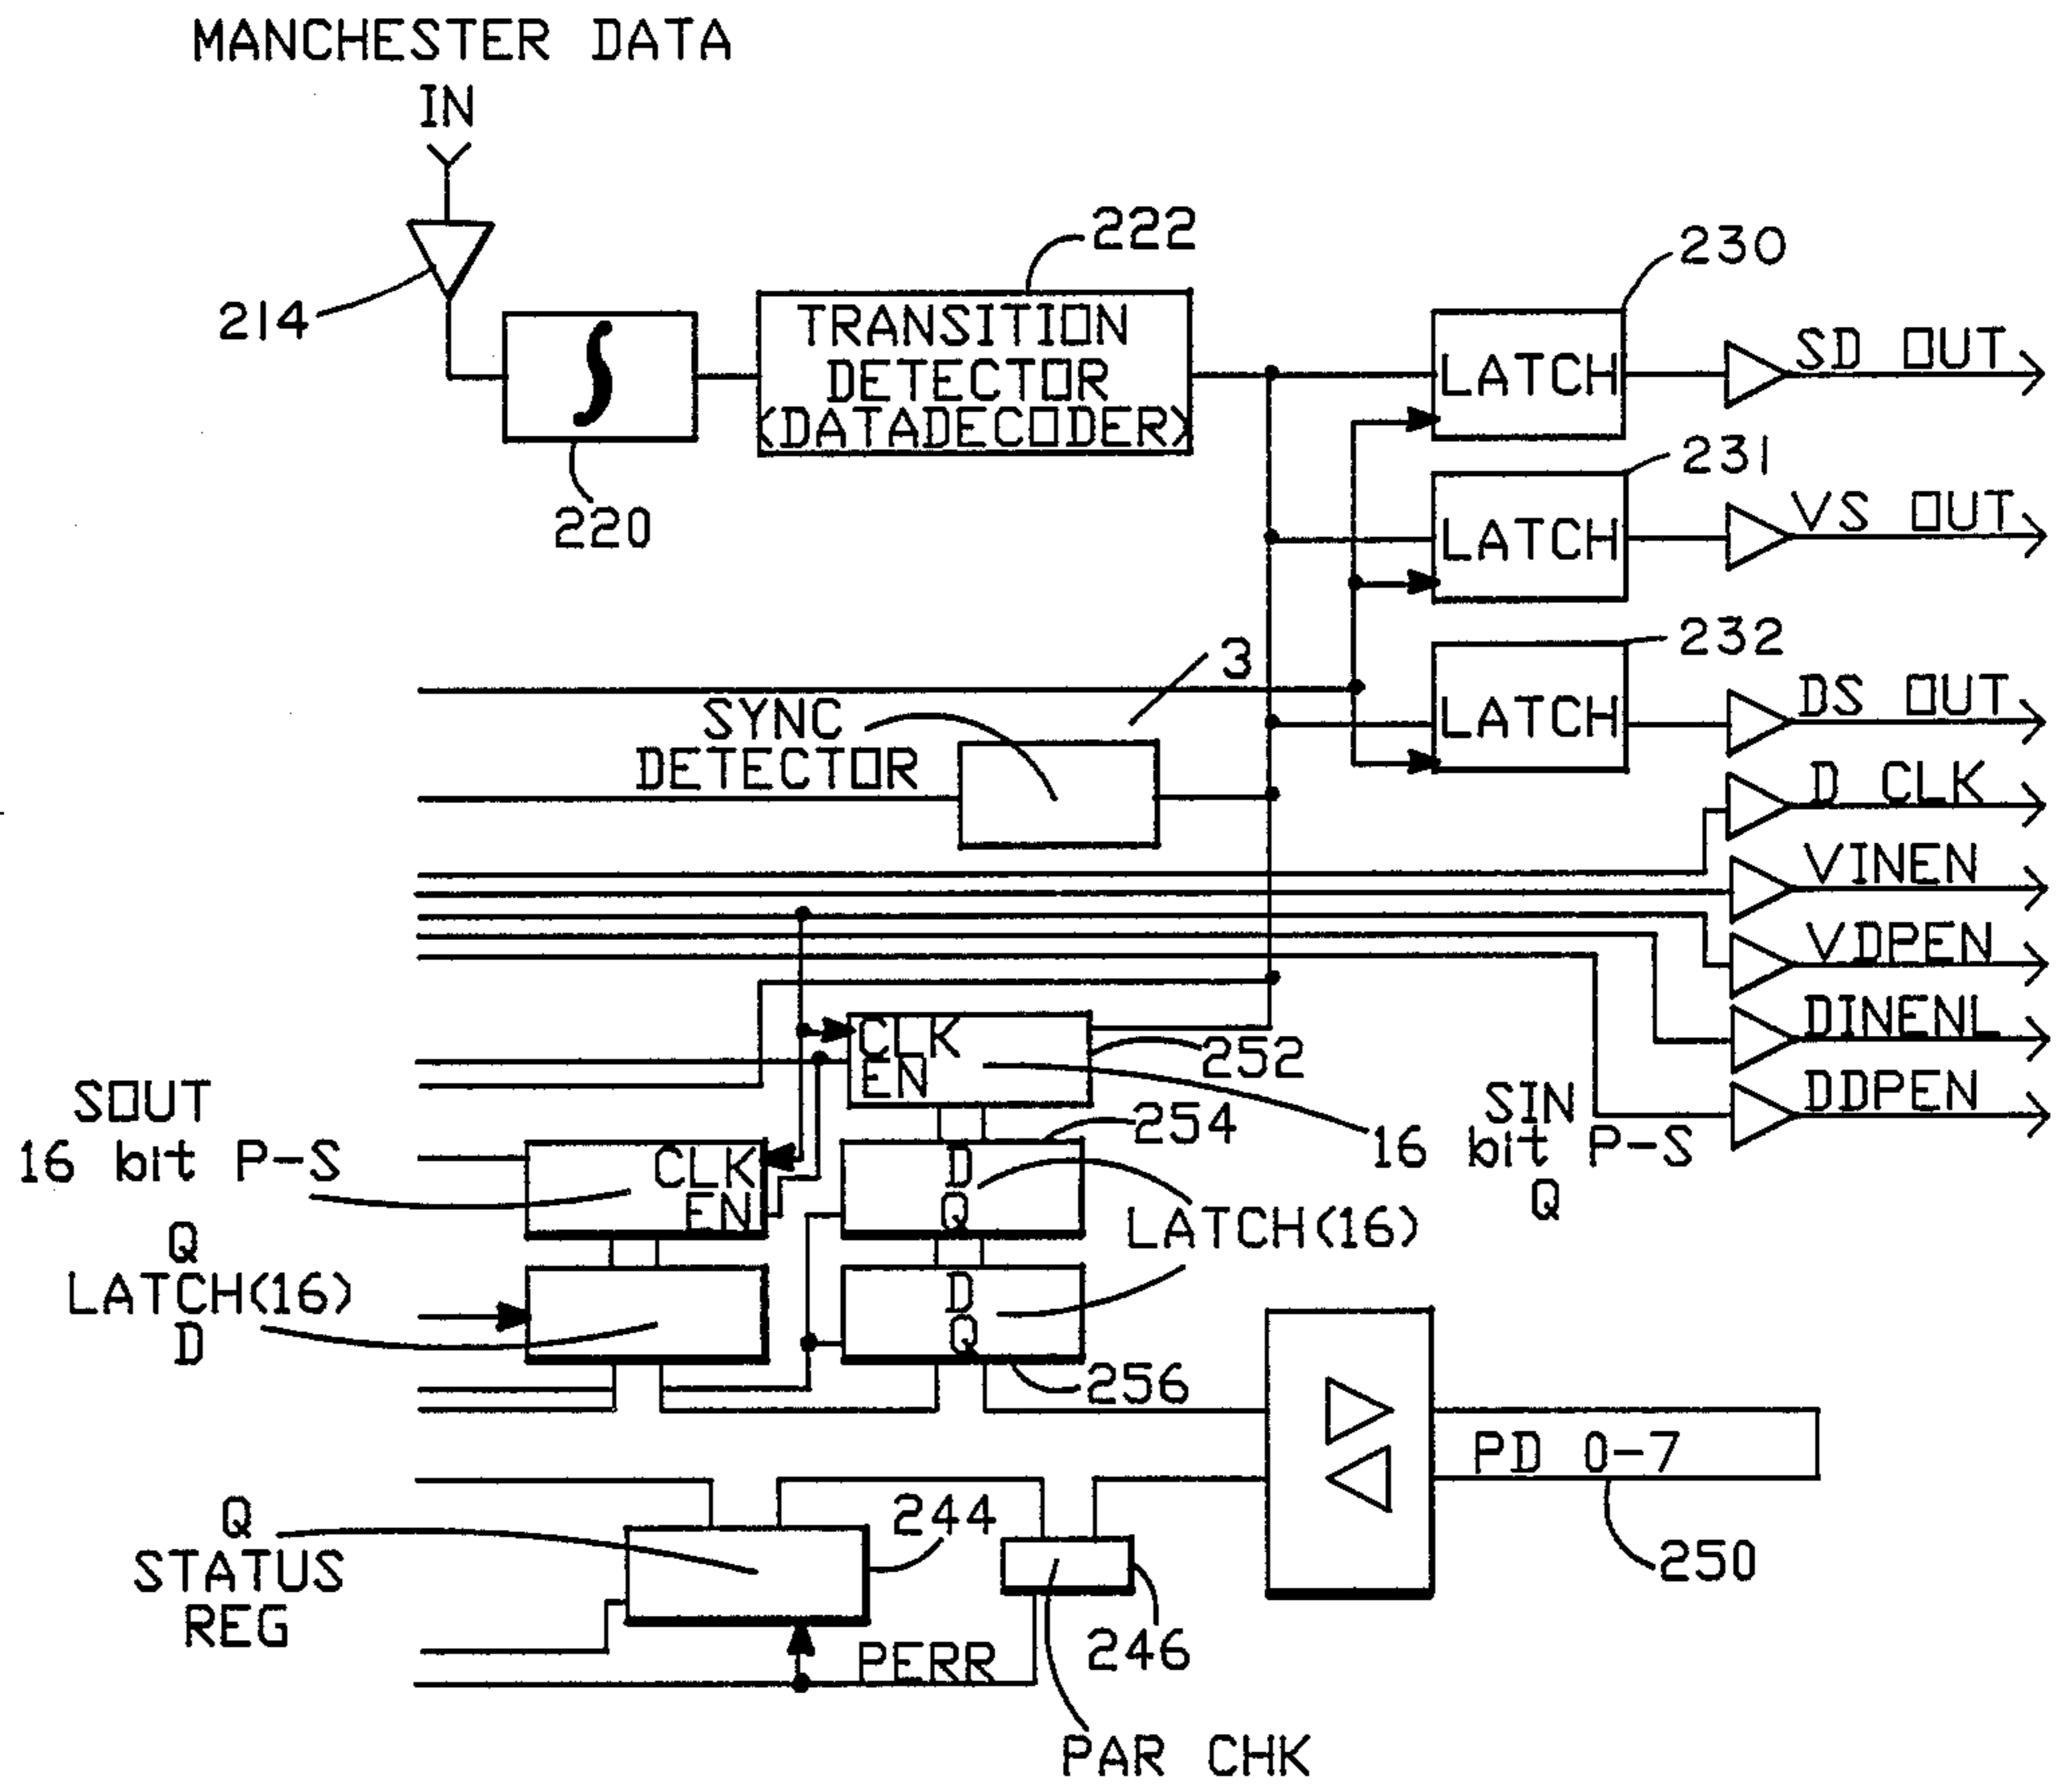 MANCHESTER DATA
IN
214
220
222
TRANSITION
DETECTOR
<DATADECODER>
230
LATCH
SD OUT
231
LATCH
VS OUT
232
LATCH
DS OUT
3
SYNC
DETECTOR
D CLK
VINEN
VDPEN
DINENL
DDPEN
CLK
EN
252
SIN
16 bit P-S
Q
SOUT
16 bit P-S
CLK
EN
254
D
Q
LATCH(16)
Q
LATCH(16)
D
D
Q
256
PD 0-7
250
Q
STATUS
REG
244
246
PERR
PAR CHK